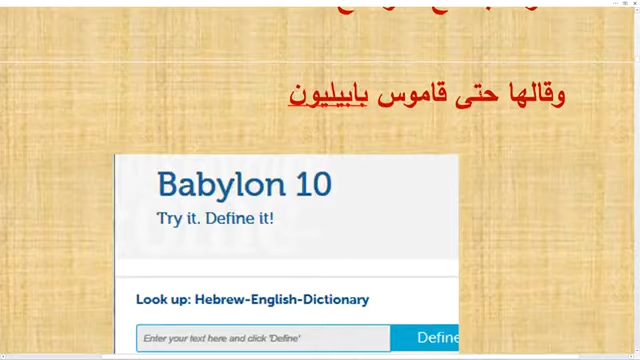 وقالها حتى قاموس بابيليون
Babylon 10
Try it. Define it!
Look up: Hebrew-English-Dictionary
Enter your text here and click 'Define'
Define